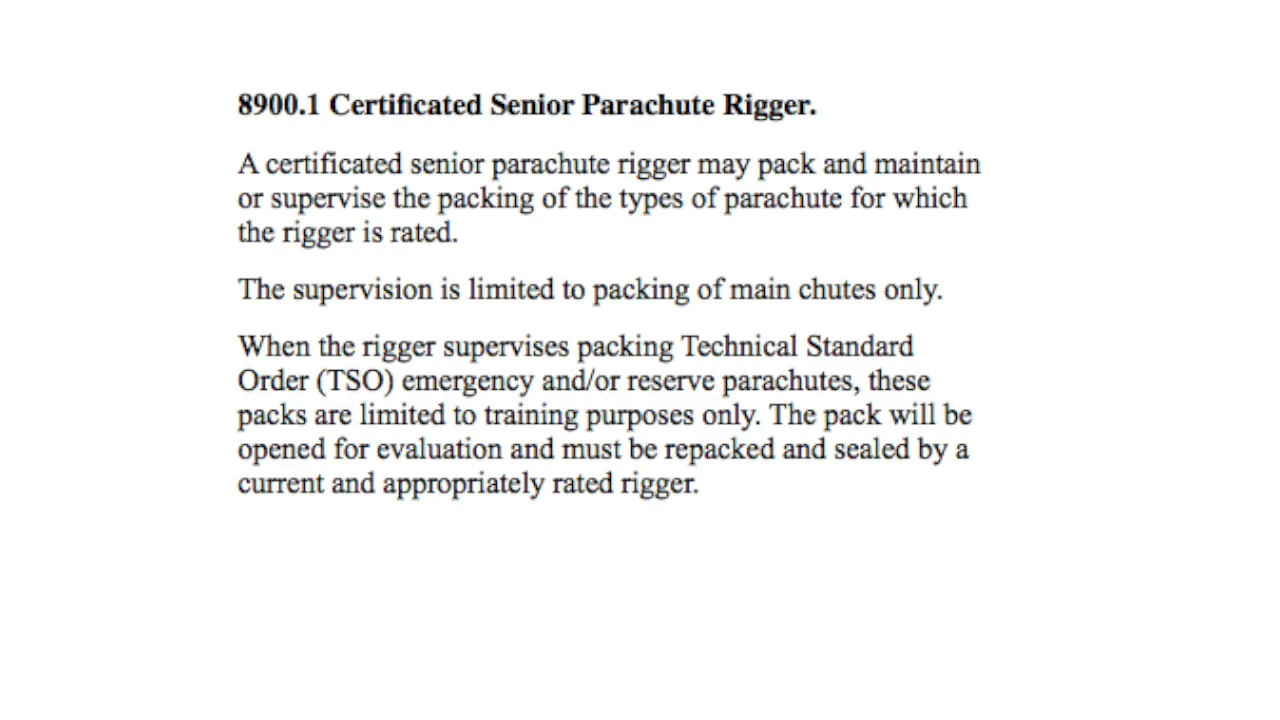 8900.1 Certificated Senior Parachute Rigger.
A certificated senior parachute rigger may pack and maintain
or supervise the packing of the types of parachute for which
the rigger is rated.
The supervision is limited to packing of main chutes only.
When the rigger supervises packing Technical Standard
Order (TSO) emergency and/or reserve parachutes, these
packs are limited to training purposes only. The pack will be
opened for evaluation and must be repacked and sealed by a
current and appropriately rated rigger.